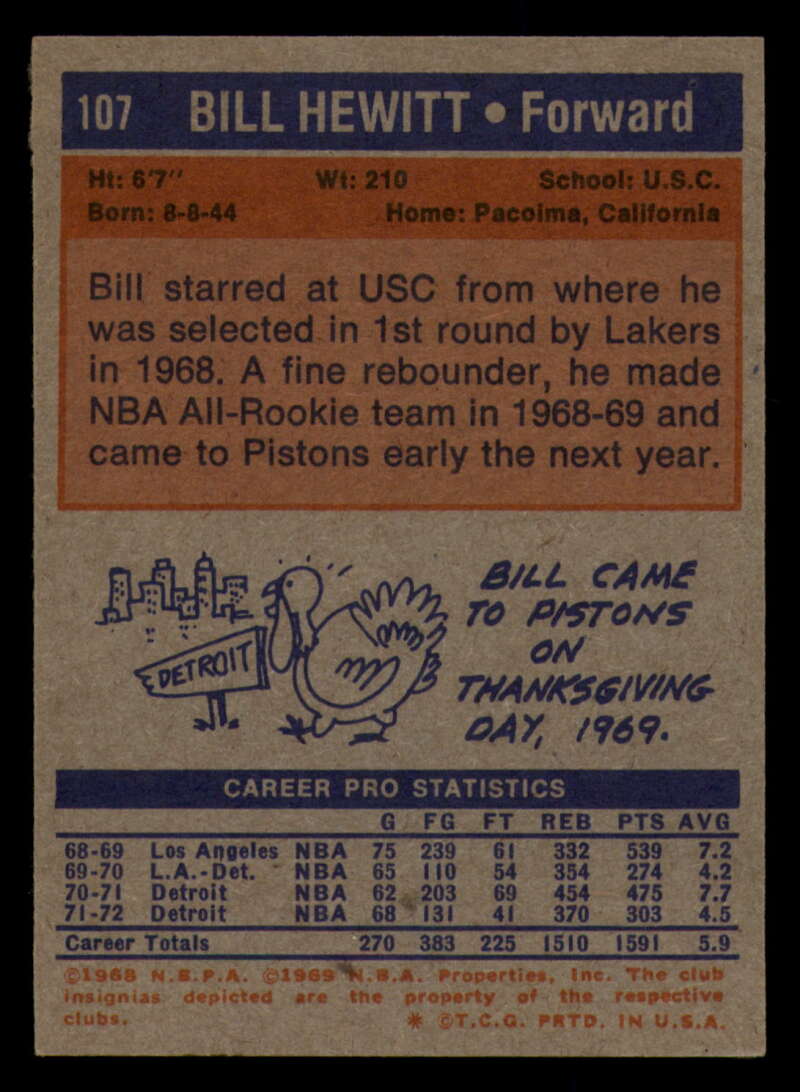 107 BILL HEWITT • Forward
Ht: 6'7" Wt: 210 School: U.S.C.
Born: 8-8-44 Home: Pacoima, California
Bill starred at USC from where he
was selected in 1st round by Lakers
in 1968. A fine rebounder, he made
NBA All-Rookie team in 1968-69 and
came to Pistons early the next year.
DETROIT
BILL CAME
TO PISTONS
ON
THANKSGIVING
DAY, 1969.
CAREER PRO STATISTICS
G FG FT REB PTS AVG
68-69 Los Angeles NBA 75 239 61 332 539 7.2
69-70 L.A.-Det. NBA 65 110 54 354 274 4.2
70-71 Detroit NBA 62 203 69 454 475 7.7
71-72 Detroit NBA 68 131 41 370 303 4.5
Career Totals 270 383 225 1510 1591 5.9
©1968 N.B.P.A. ©1969 N.B.A. Properties, Inc. The club
insignias depicted are the property of the respective
clubs. * ©T.C.G. PRTD. IN U.S.A.